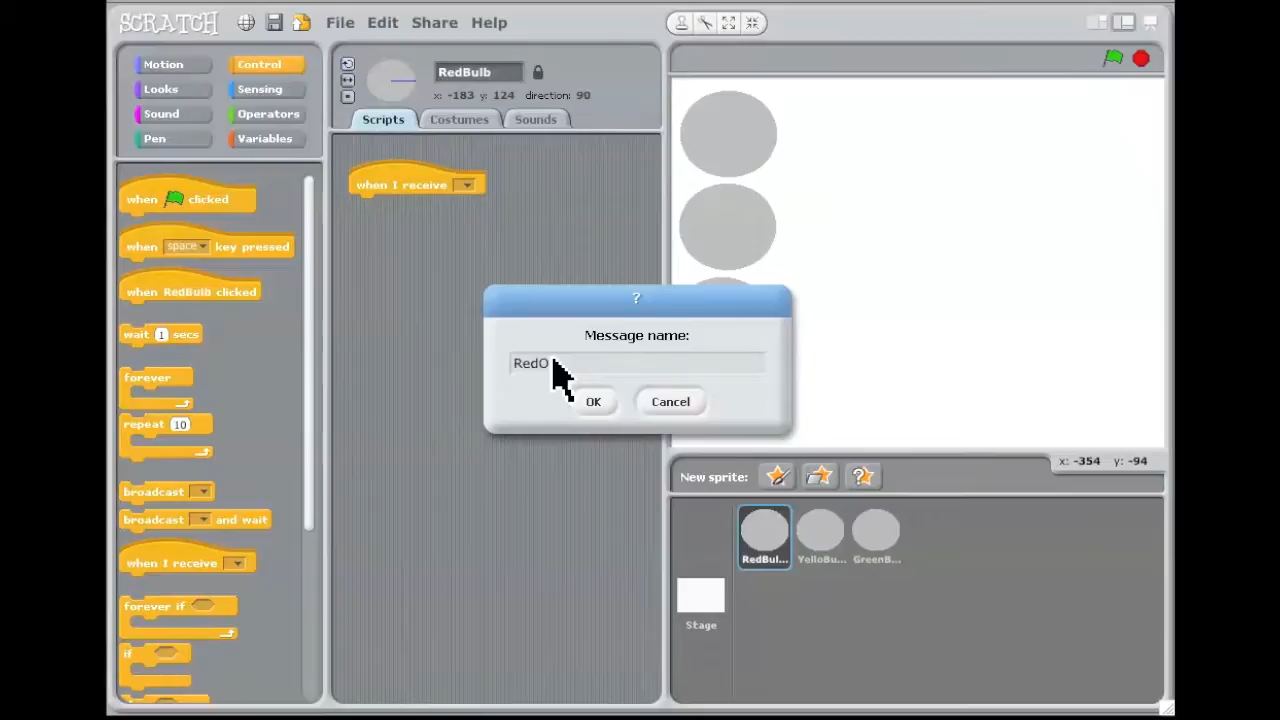 SCRATCH File Edit Share Help
Motion Control
Looks Sensing
Sound Operators
Pen Variables
when clicked
when space key pressed
when RedBulb clicked
wait 1 secs
forever
repeat 10
broadcast
broadcast and wait
when I receive
forever if
if
RedBulb
x: -183 y: 124 direction: 90
Scripts Costumes Sounds
when I receive
?
Message name:
RedO
OK Cancel
x: -354 y: -94
New sprite:
RedBul... YelloBu... GreenB...
Stage